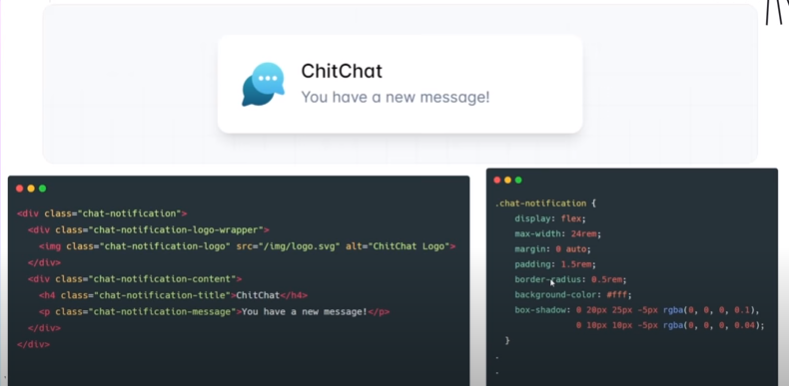 ChitChat
You have a new message!
<div class="chat-notification">
<div class="chat-notification-logo-wrapper">
<img class="chat-notification-logo" src="/img/logo.svg" alt="ChitChat Logo">
</div>
<div class="chat-notification-content">
<h4 class="chat-notification-title">ChitChat</h4>
<p class="chat-notification-message">You have a new message!</p>
</div>
</div>
.chat-notification {
display: flex;
max-width: 24rem;
margin: 0 auto;
padding: 1.5rem;
border-radius: 0.5rem;
background-color: #fff;
box-shadow: 0 20px 25px -5px rgba(0, 0, 0, 0.1),
0 10px 10px -5px rgba(0, 0, 0, 0.04);
}
.
.